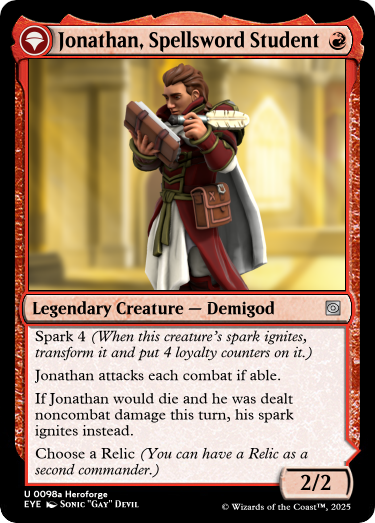 Jonathan, Spellsword Student
Legendary Creature — Demigod
Spark 4 (When this creature's spark ignites,
transform it and put 4 loyalty counters on it.)
Jonathan attacks each combat if able.
If Jonathan would die and he was dealt
noncombat damage this turn, his spark
ignites instead.
Choose a Relic (You can have a Relic as a
second commander.)
2/2
U 0098a Heroforge
EYE Sonic "Gay" Devil
© Wizards of the Coast™, 2025